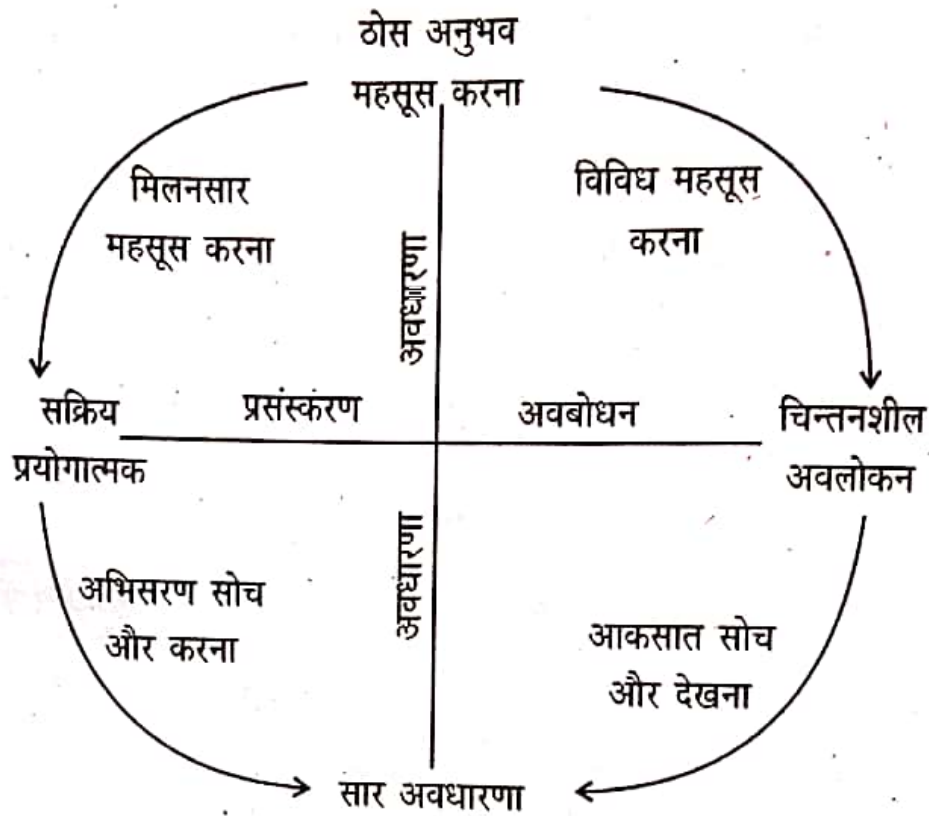 ठोस अनुभव
महसूस करना
मिलनसार
महसूस करना
विविध महसूस
करना
अवधारणा
सक्रिय
प्रयोगात्मक
प्रसंस्करण
अवबोधन
चिन्तनशील
अवलोकन
अवधारणा
अभिसरण सोच
और करना
आकसात सोच
और देखना
सार अवधारणा